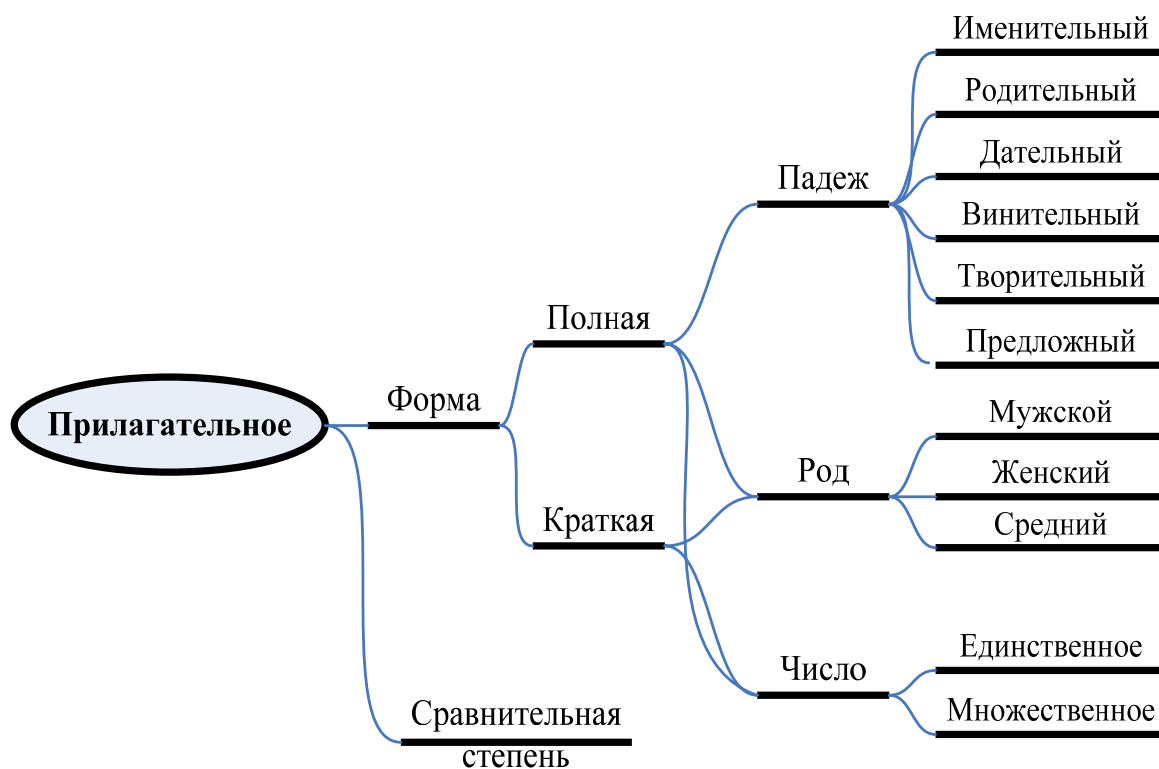 Именительный
Родительный
Дательный
Падеж
Винительный
Творительный
Полная
Предложный
Форма
Прилагательное
Мужской
Род
Женский
Краткая
Средний
Единственное
Число
Сравнительная
степень
Множественное